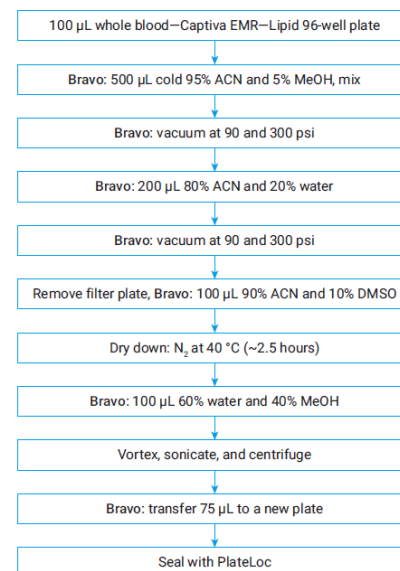 100 µL whole blood—Captiva EMR—Lipid 96-well plate
Bravo: 500 µL cold 95% ACN and 5% MeOH, mix
Bravo: vacuum at 90 and 300 psi
Bravo: 200 µL 80% ACN and 20% water
Bravo: vacuum at 90 and 300 psi
Remove filter plate, Bravo: 100 µL 90% ACN and 10% DMSO
Dry down: N₂ at 40 °C (~2.5 hours)
Bravo: 100 µL 60% water and 40% MeOH
Vortex, sonicate, and centrifuge
Bravo: transfer 75 µL to a new plate
Seal with PlateLoc